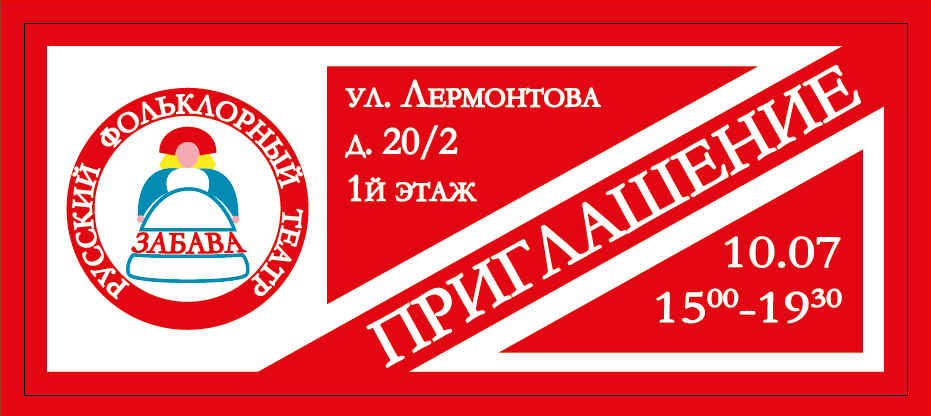 РУССКИЙ ФОЛЬКЛОРНЫЙ ТЕАТР
ЗАБАВА
ул. Лермонтова
д. 20/2
1й этаж
ПРИГЛАШЕНИЕ
10.07
15⁰⁰-19³⁰